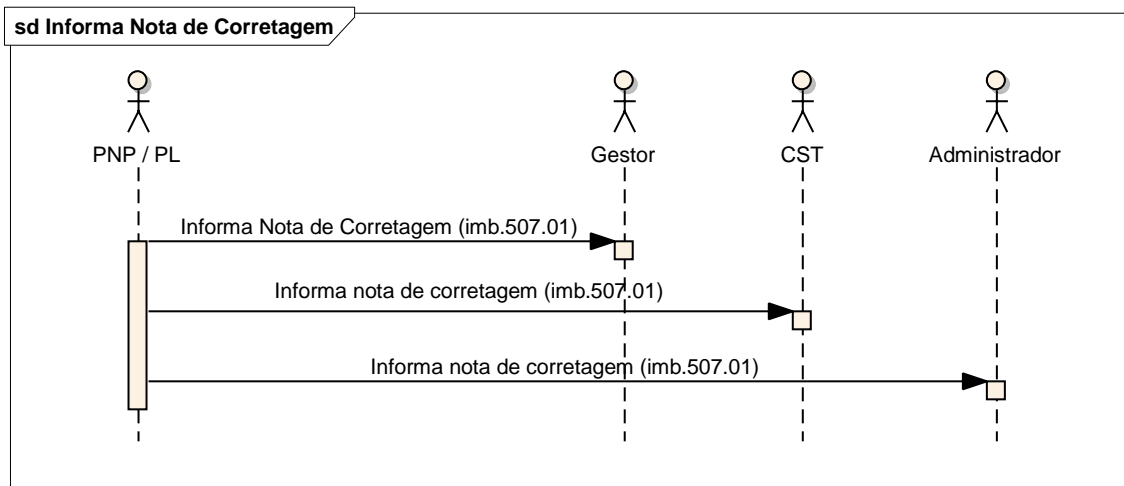 sd Informa Nota de Corretagem
PNP / PL
Gestor
CST
Administrador
Informa Nota de Corretagem (imb.507.01)
Informa nota de corretagem (imb.507.01)
Informa nota de corretagem (imb.507.01)